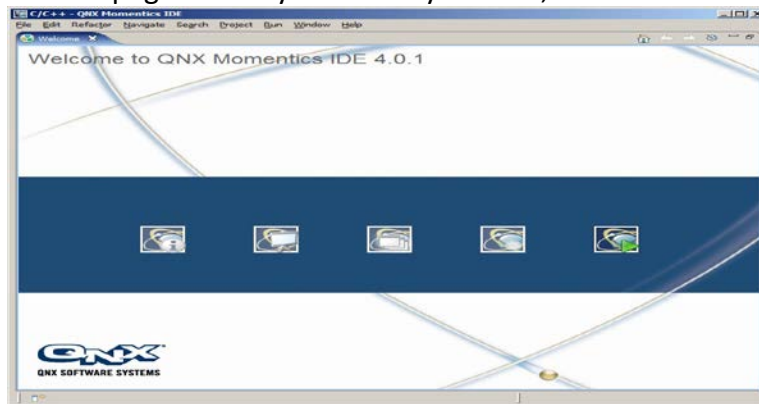 C/C++ - QNX Momentics IDE
File Edit Refactor Navigate Search Project Run Window Help
Welcome
Welcome to QNX Momentics IDE 4.0.1
QNX
QNX SOFTWARE SYSTEMS